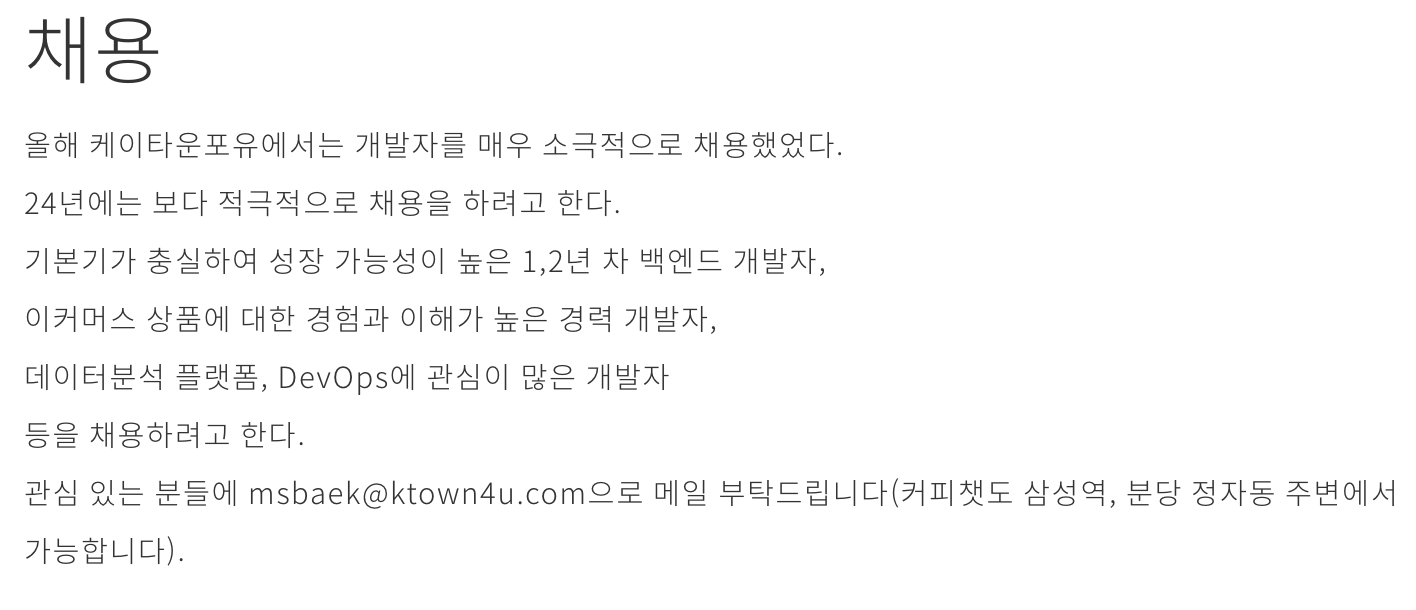 채용
올해 케이타운포유에서는 개발자를 매우 소극적으로 채용했었다.
24년에는 보다 적극적으로 채용을 하려고 한다.
기본기가 충실하여 성장 가능성이 높은 1,2년 차 백엔드 개발자,
이커머스 상품에 대한 경험과 이해가 높은 경력 개발자,
데이터분석 플랫폼, DevOps에 관심이 많은 개발자
등을 채용하려고 한다.
관심 있는 분들에 msbaek@ktown4u.com으로 메일 부탁드립니다(커피챗도 삼성역, 분당 정자동 주변에서
가능합니다).